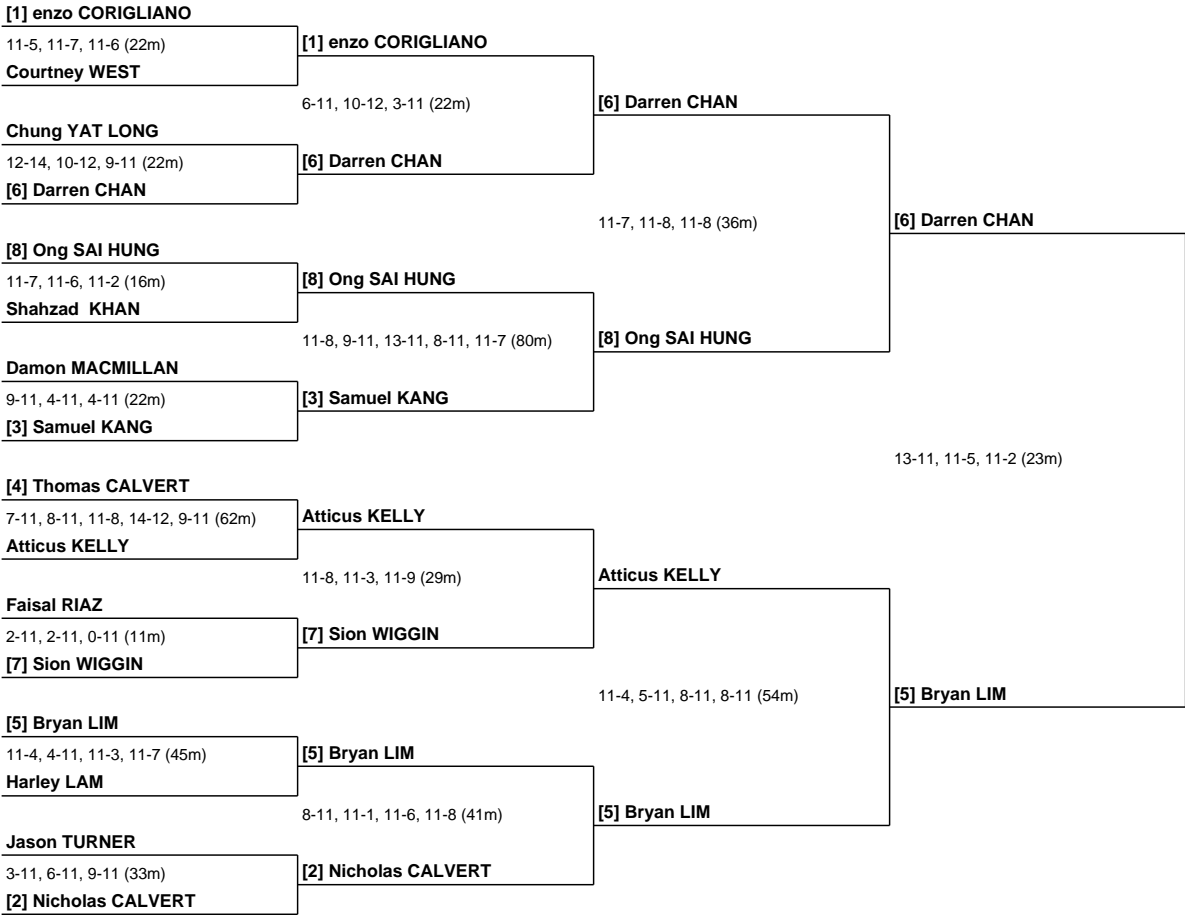 [1] enzo CORIGLIANO
11-5, 11-7, 11-6 (22m)
Courtney WEST
Chung YAT LONG
12-14, 10-12, 9-11 (22m)
[6] Darren CHAN
[8] Ong SAI HUNG
11-7, 11-6, 11-2 (16m)
Shahzad  KHAN
Damon MACMILLAN
9-11, 4-11, 4-11 (22m)
[3] Samuel KANG
[4] Thomas CALVERT
7-11, 8-11, 11-8, 14-12, 9-11 (62m)
Atticus KELLY
Faisal RIAZ
2-11, 2-11, 0-11 (11m)
[7] Sion WIGGIN
[5] Bryan LIM
11-4, 4-11, 11-3, 11-7 (45m)
Harley LAM
Jason TURNER
3-11, 6-11, 9-11 (33m)
[2] Nicholas CALVERT
[1] enzo CORIGLIANO
6-11, 10-12, 3-11 (22m)
[6] Darren CHAN
[8] Ong SAI HUNG
11-8, 9-11, 13-11, 8-11, 11-7 (80m)
[3] Samuel KANG
Atticus KELLY
11-8, 11-3, 11-9 (29m)
[7] Sion WIGGIN
[5] Bryan LIM
8-11, 11-1, 11-6, 11-8 (41m)
[2] Nicholas CALVERT
[6] Darren CHAN
11-7, 11-8, 11-8 (36m)
[8] Ong SAI HUNG
Atticus KELLY
11-4, 5-11, 8-11, 8-11 (54m)
[5] Bryan LIM
[6] Darren CHAN
13-11, 11-5, 11-2 (23m)
[5] Bryan LIM